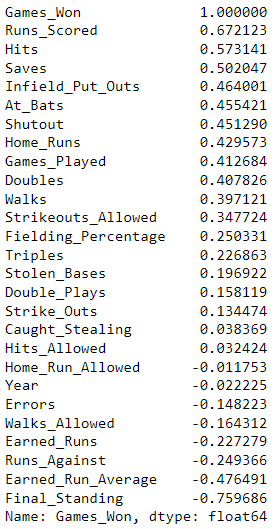 Games_Won 1.000000
Runs_Scored 0.672123
Hits 0.573141
Saves 0.502047
Infield_Put_Outs 0.464001
At_Bats 0.455421
Shutout 0.451290
Home_Runs 0.429573
Games_Played 0.412684
Doubles 0.407826
Walks 0.397121
Strikeouts_Allowed 0.347724
Fielding_Percentage 0.250331
Triples 0.226863
Stolen_Bases 0.196922
Double_Plays 0.158119
Strike_Outs 0.134474
Caught_Stealing 0.038369
Hits_Allowed 0.032424
Home_Run_Allowed -0.011753
Year -0.022225
Errors -0.148223
Walks_Allowed -0.164312
Earned_Runs -0.227279
Runs_Against -0.249366
Earned_Run_Average -0.476491
Final_Standing -0.759686
Name: Games_Won, dtype: float64